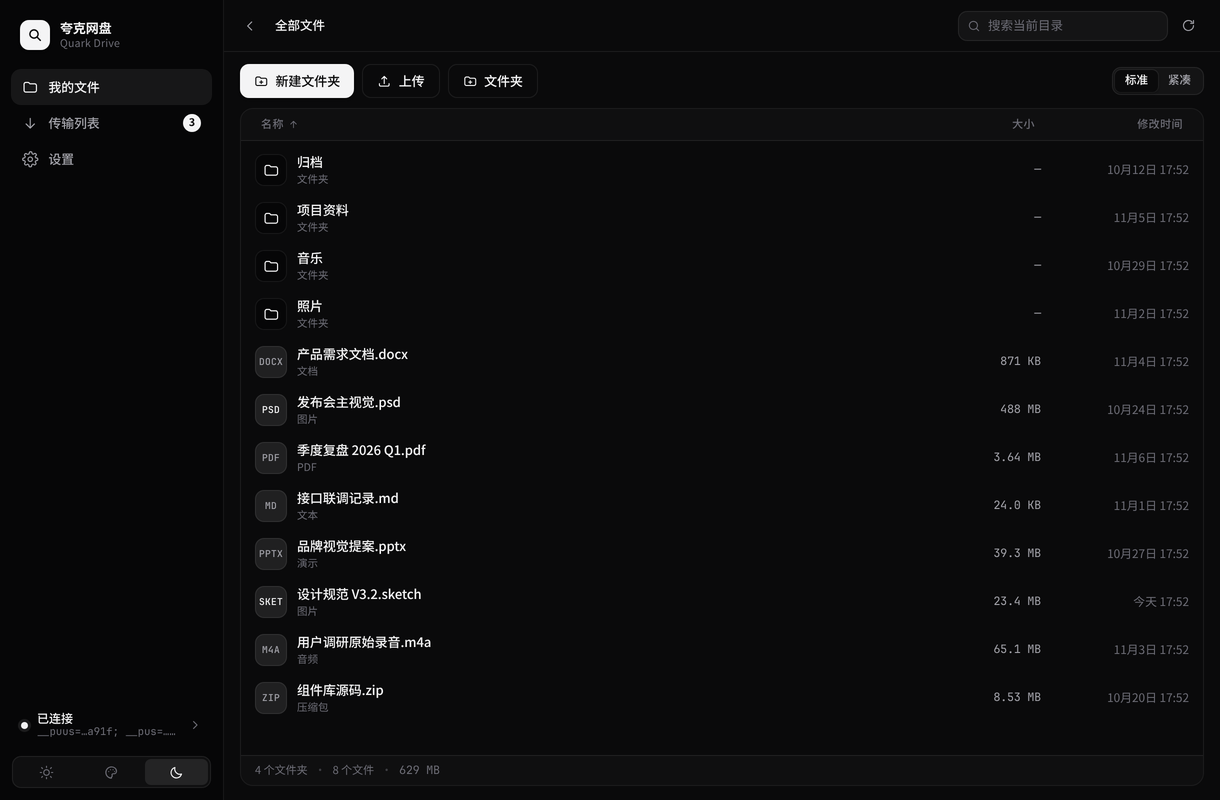 夸克网盘
Quark Drive
我的文件
传输列表
3
设置
已连接
__puus=…a91f; __pus=……
全部文件
搜索当前目录
新建文件夹
上传
文件夹
标准
紧凑
名称 ↑ 大小 修改时间
归档
文件夹
— 10月12日 17:52
项目资料
文件夹
— 11月5日 17:52
音乐
文件夹
— 10月29日 17:52
照片
文件夹
— 11月2日 17:52
DOCX 产品需求文档.docx
文档
871 KB 11月4日 17:52
PSD 发布会主视觉.psd
图片
488 MB 10月24日 17:52
PDF 季度复盘 2026 Q1.pdf
PDF
3.64 MB 11月6日 17:52
MD 接口联调记录.md
文本
24.0 KB 11月1日 17:52
PPTX 品牌视觉提案.pptx
演示
39.3 MB 10月27日 17:52
SKET 设计规范 V3.2.sketch
图片
23.4 MB 今天 17:52
M4A 用户调研原始录音.m4a
音频
65.1 MB 11月3日 17:52
ZIP 组件库源码.zip
压缩包
8.53 MB 10月20日 17:52
4 个文件夹 · 8 个文件 · 629 MB